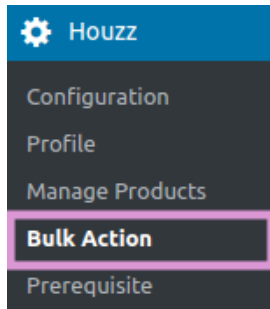 Houzz
Configuration
Profile
Manage Products
Bulk Action
Prerequisite